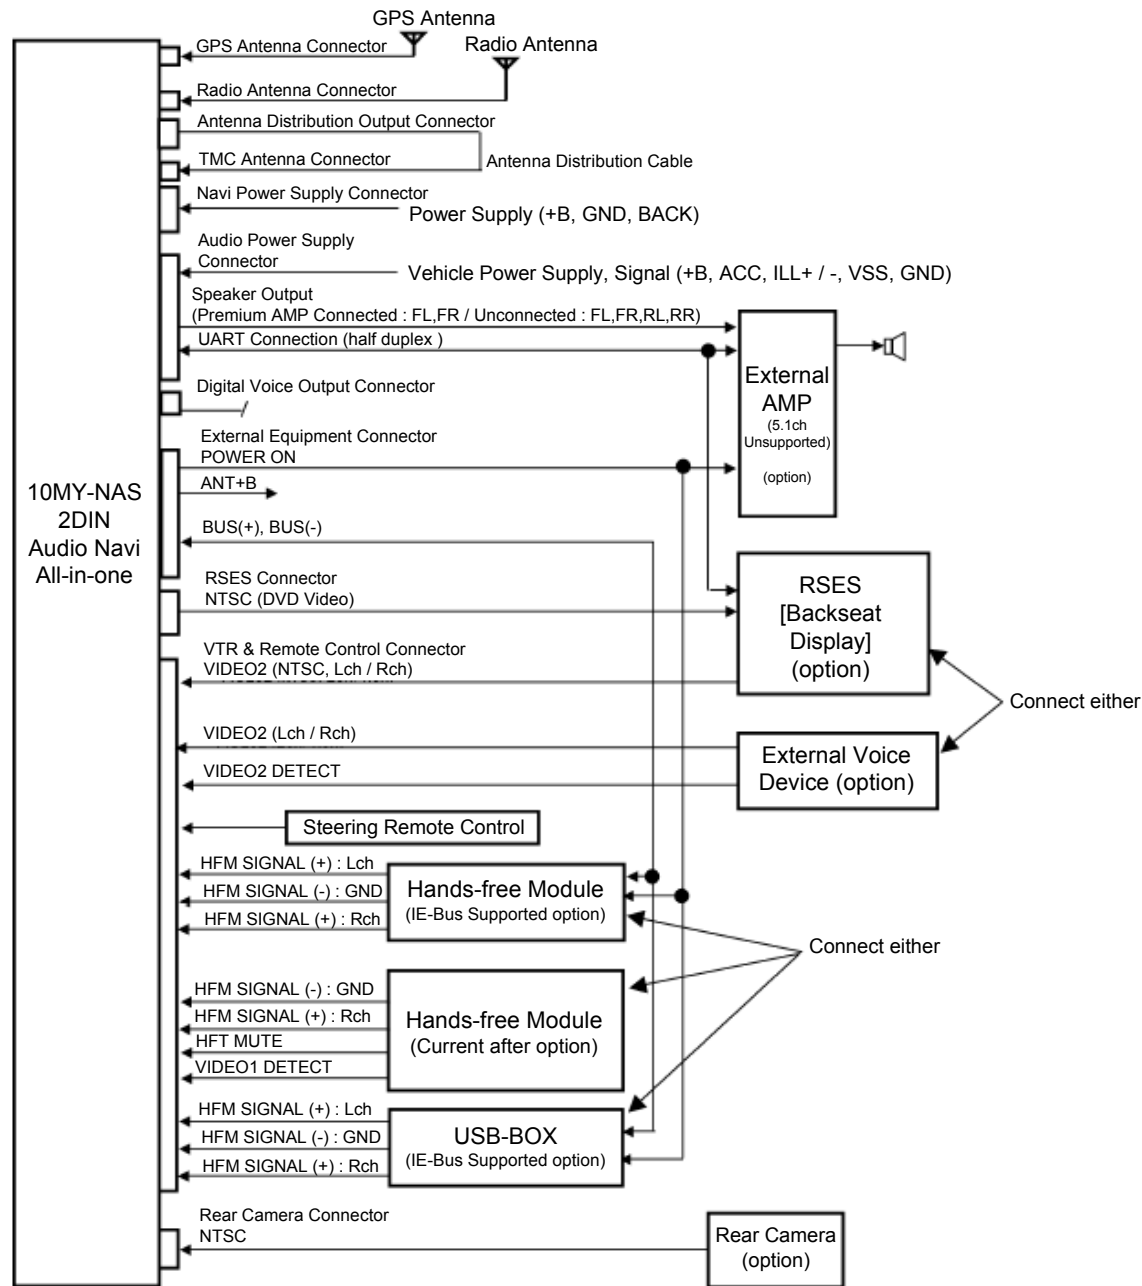 GPS Antenna
Radio Antenna
GPS Antenna Connector
Radio Antenna Connector
Antenna Distribution Output Connector
TMC Antenna Connector
Antenna Distribution Cable
Navi Power Supply Connector
Power Supply (+B, GND, BACK)
Audio Power Supply
Connector
Vehicle Power Supply, Signal (+B, ACC, ILL+ / -, VSS, GND)
Speaker Output
(Premium AMP Connected : FL,FR / Unconnected : FL,FR,RL,RR)
UART Connection (half duplex )
External
AMP
(5.1ch
Unsupported)
(option)
Digital Voice Output Connector
External Equipment Connector
POWER ON
ANT+B
BUS(+), BUS(-)
10MY-NAS
2DIN
Audio Navi
All-in-one
RSES Connector
NTSC (DVD Video)
RSES
[Backseat
Display]
(option)
VTR & Remote Control Connector
VIDEO2 (NTSC, Lch / Rch)
Connect either
VIDEO2 (Lch / Rch)
VIDEO2 DETECT
External Voice
Device (option)
Steering Remote Control
HFM SIGNAL (+) : Lch
HFM SIGNAL (-) : GND
HFM SIGNAL (+) : Rch
Hands-free Module
(IE-Bus Supported option)
Connect either
HFM SIGNAL (-) : GND
HFM SIGNAL (+) : Rch
HFT MUTE
VIDEO1 DETECT
Hands-free Module
(Current after option)
HFM SIGNAL (+) : Lch
HFM SIGNAL (-) : GND
HFM SIGNAL (+) : Rch
USB-BOX
(IE-Bus Supported option)
Rear Camera Connector
NTSC
Rear Camera
(option)